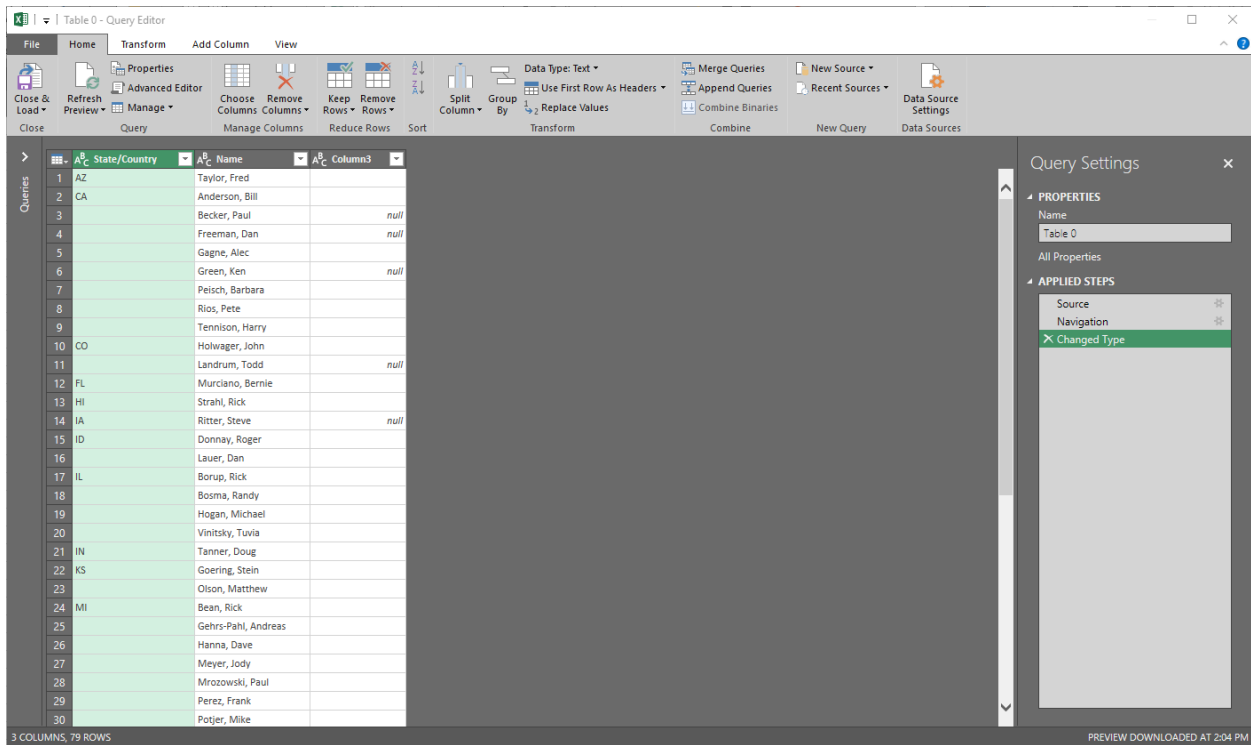 Table 0 - Query Editor
File Home Transform Add Column View
Close & Load
Refresh Preview
Properties
Advanced Editor
Manage
Choose Columns
Remove Columns
Keep Rows
Remove Rows
Split Column
Group By
Data Type: Text
Use First Row As Headers
Replace Values
Merge Queries
Append Queries
Combine Binaries
New Source
Recent Sources
Data Source Settings
Close Query Manage Columns Reduce Rows Sort Transform Combine New Query Data Sources
Queries
State/Country Name Column3
1 AZ Taylor, Fred
2 CA Anderson, Bill
3 Becker, Paul null
4 Freeman, Dan null
5 Gagne, Alec
6 Green, Ken null
7 Peisch, Barbara
8 Rios, Pete
9 Tennison, Harry
10 CO Holwager, John
11 Landrum, Todd null
12 FL Murciano, Bernie
13 HI Strahl, Rick
14 IA Ritter, Steve null
15 ID Donnay, Roger
16 Lauer, Dan
17 IL Borup, Rick
18 Bosma, Randy
19 Hogan, Michael
20 Vinitsky, Tuvia
21 IN Tanner, Doug
22 KS Goering, Stein
23 Olson, Matthew
24 MI Bean, Rick
25 Gehrs-Pahl, Andreas
26 Hanna, Dave
27 Meyer, Jody
28 Mrozowski, Paul
29 Perez, Frank
30 Potjer, Mike
Query Settings
PROPERTIES
Name
Table 0
All Properties
APPLIED STEPS
Source
Navigation
Changed Type
3 COLUMNS, 79 ROWS
PREVIEW DOWNLOADED AT 2:04 PM